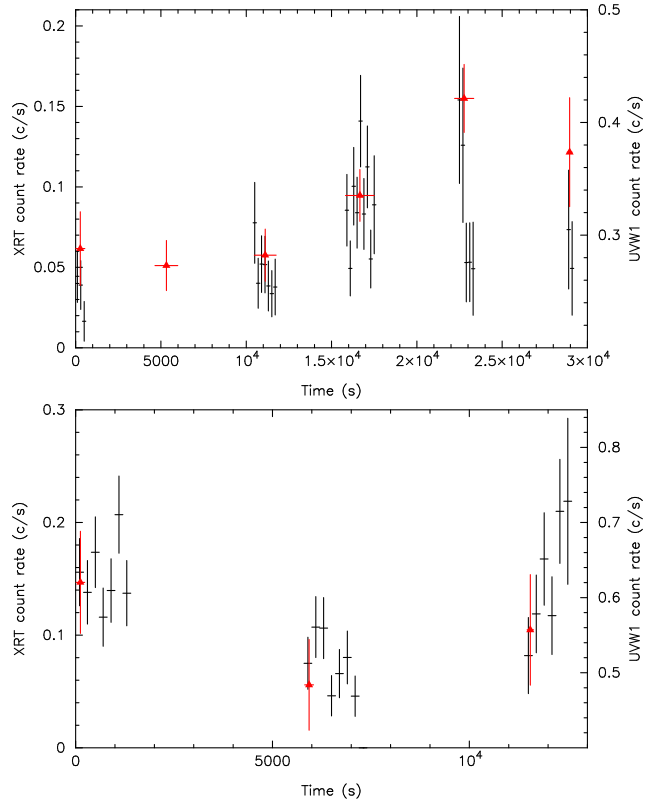 0.2
0.15
0.1
0.05
0
XRT count rate (c/s)
0.5
0.4
0.3
UVW1 count rate (c/s)
0 5000 10⁴ 1.5×10⁴ 2×10⁴ 2.5×10⁴ 3×10⁴
Time (s)
0.3
0.2
0.1
0
XRT count rate (c/s)
0.8
0.7
0.6
0.5
UVW1 count rate (c/s)
0 5000 10⁴
Time (s)